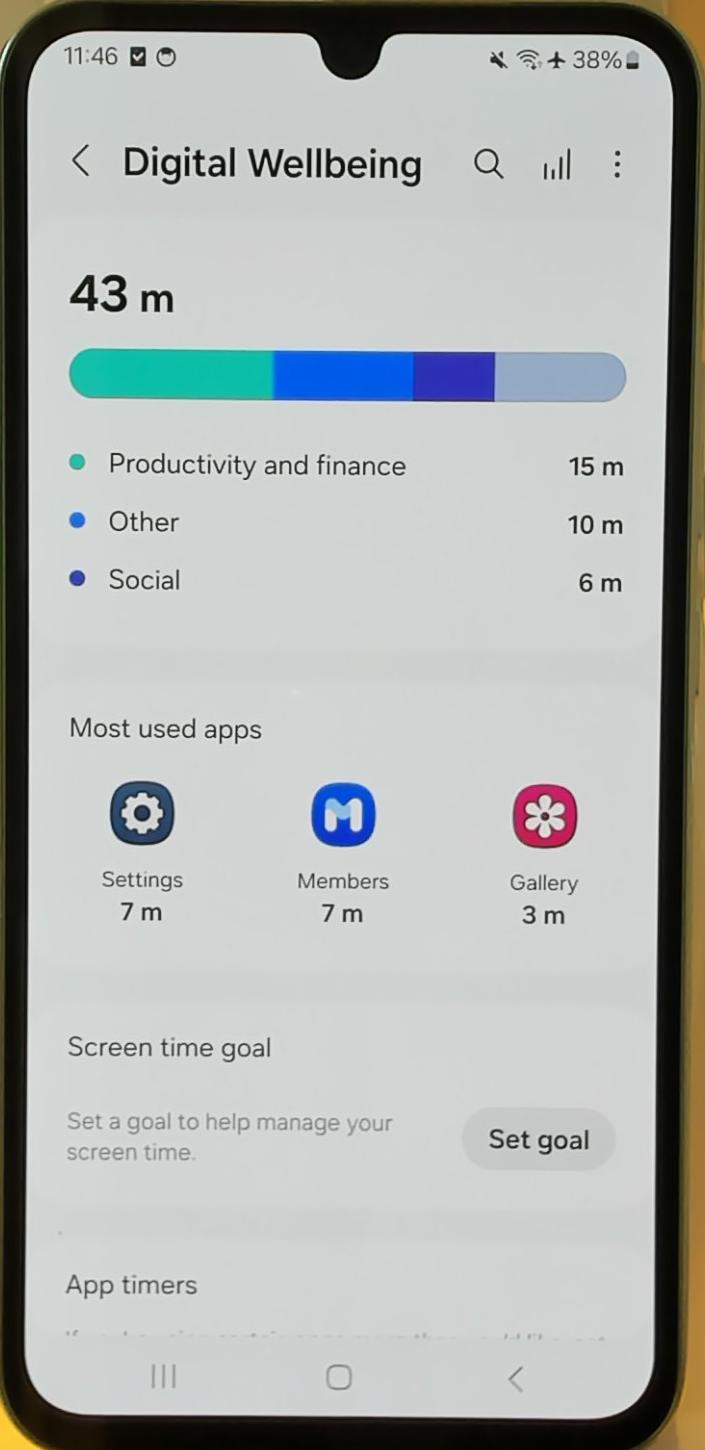 11:46 38%
Digital Wellbeing
43 m
Productivity and finance 15 m
Other 10 m
Social 6 m
Most used apps
Settings Members Gallery
7 m 7 m 3 m
Screen time goal
Set a goal to help manage your
screen time.
Set goal
App timers